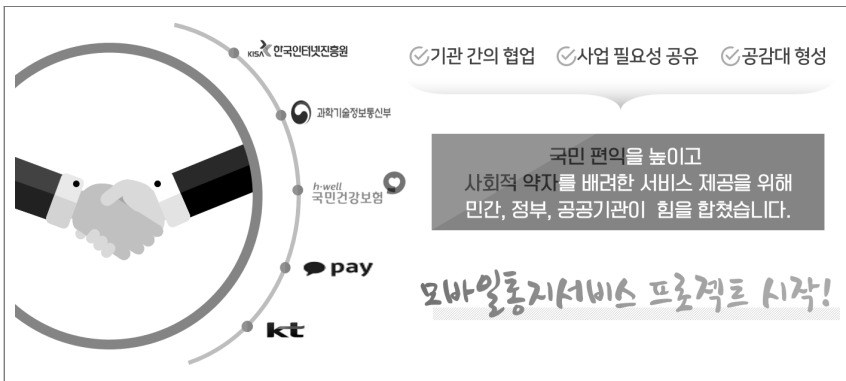 KISA 한국인터넷진흥원
과학기술정보통신부
h-well
국민건강보험
pay
kt
기관 간의 협업 사업 필요성 공유 공감대 형성
국민 편익을 높이고
사회적 약자를 배려한 서비스 제공을 위해
민간, 정부, 공공기관이 힘을 합쳤습니다.
모바일통지서비스 프로젝트 시작!